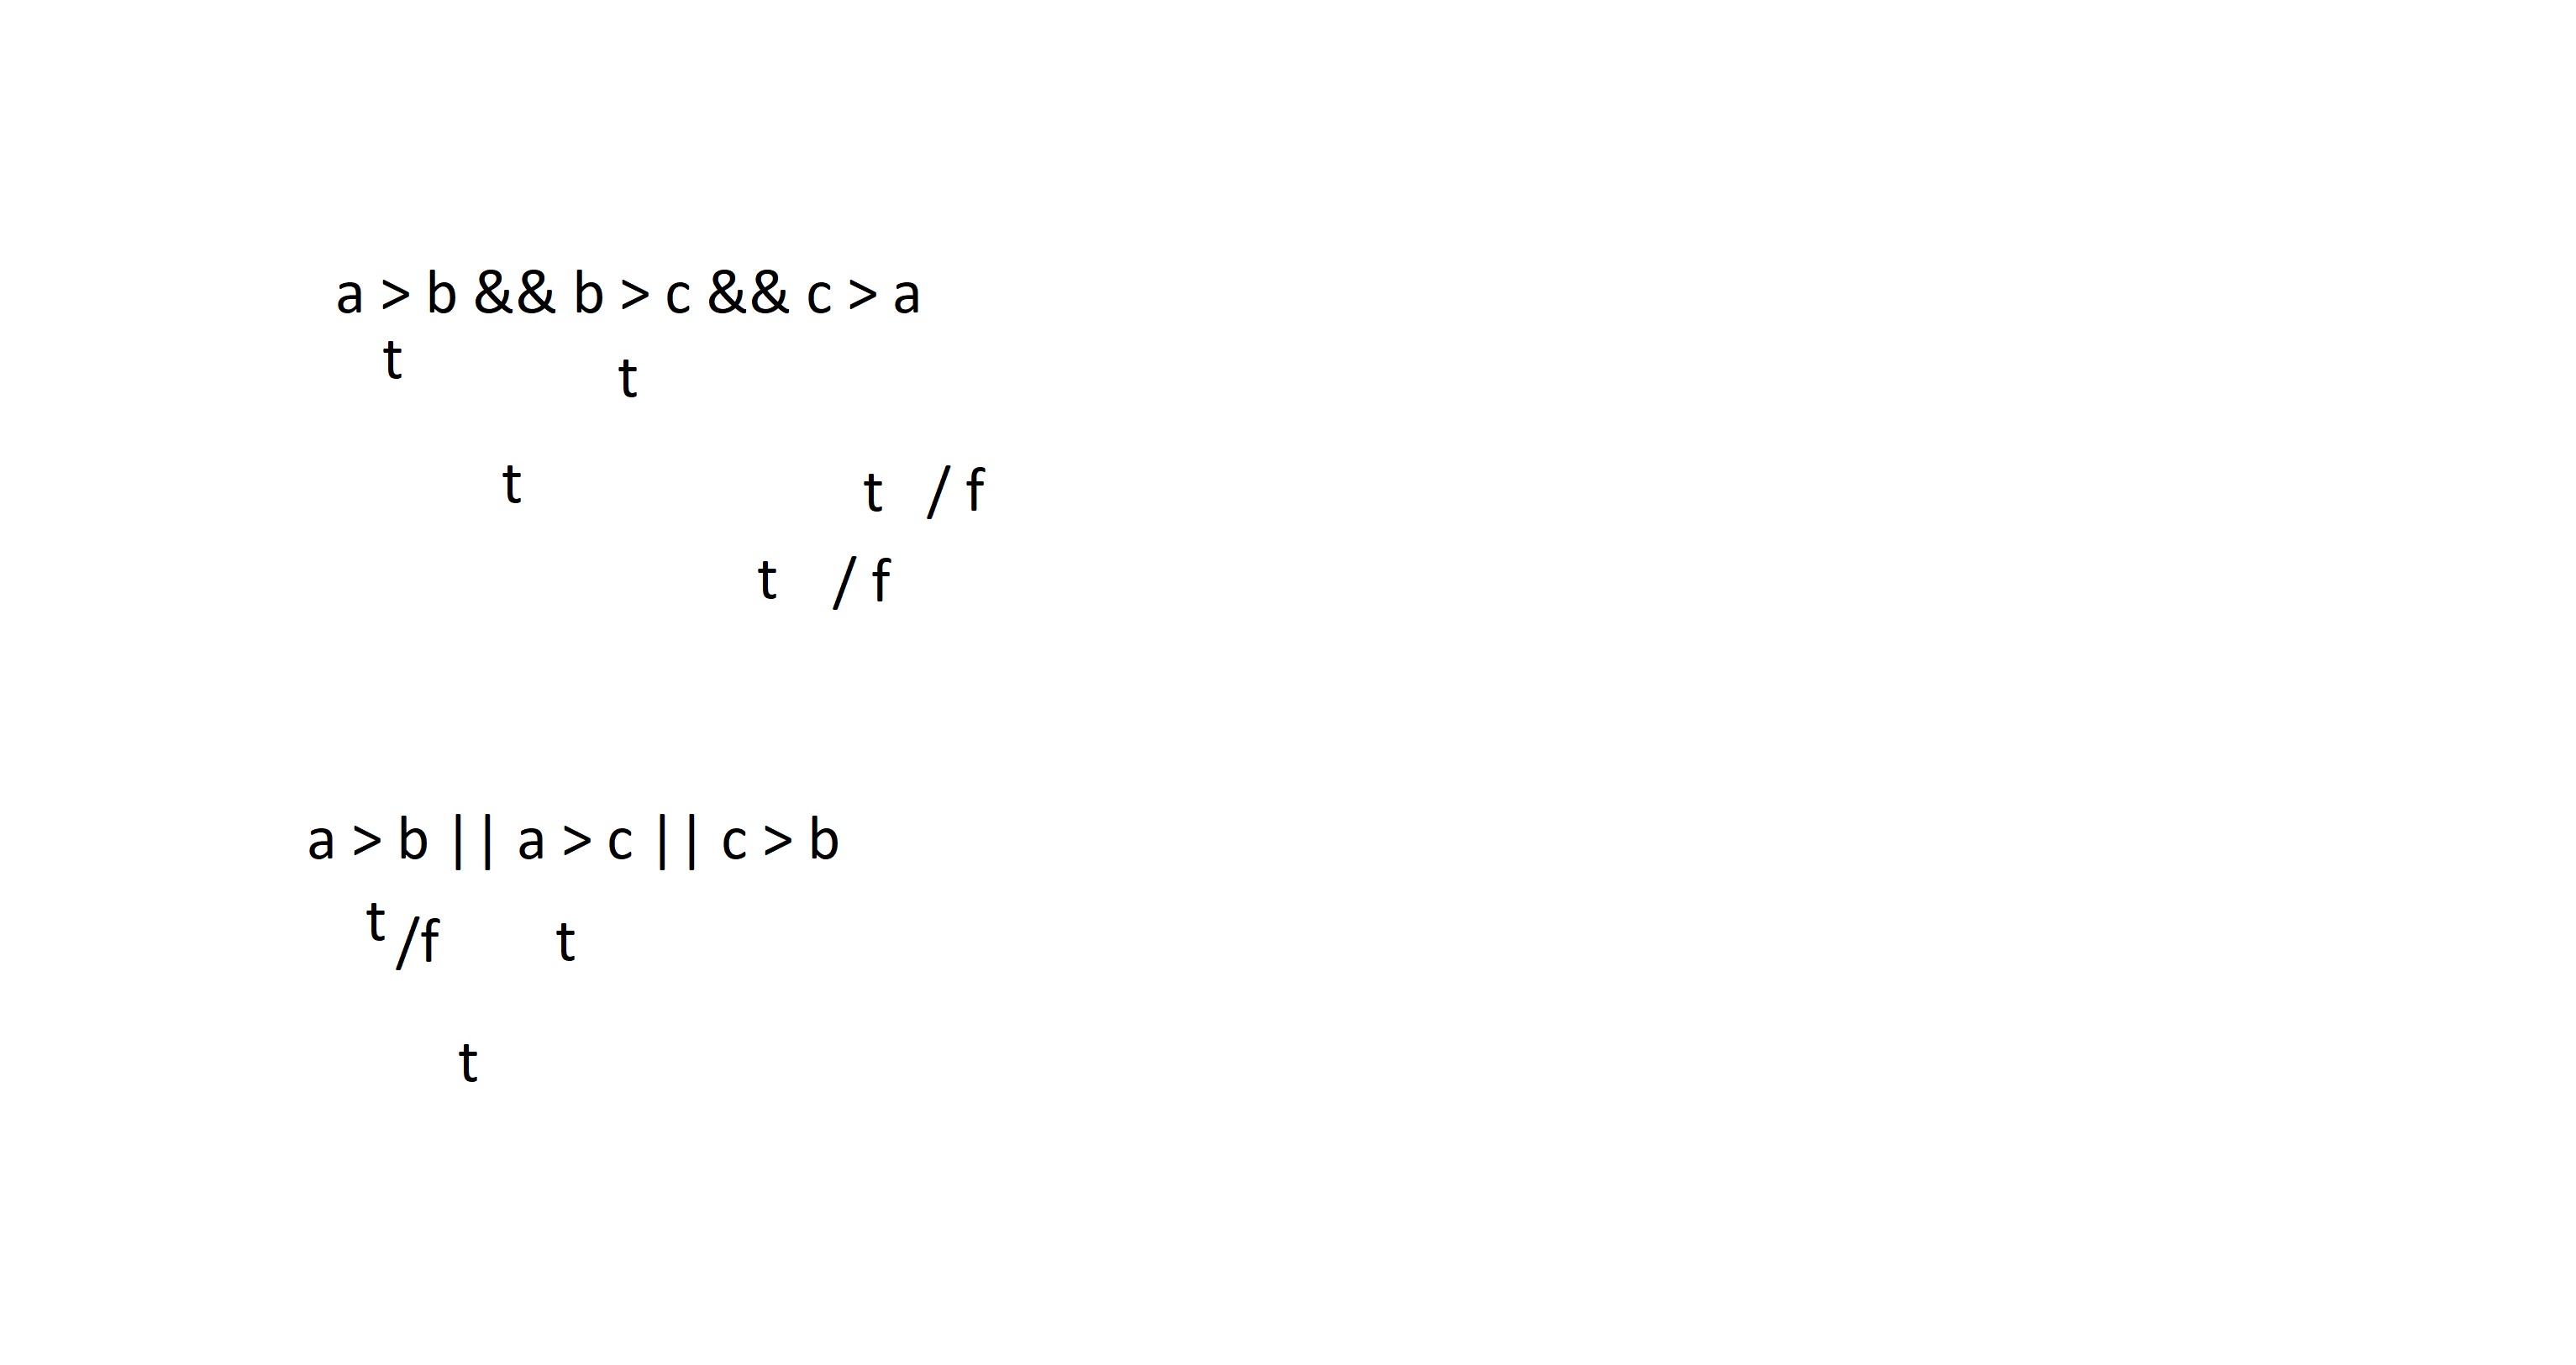 a > b && b > c && c > a
t
t
t
t / f
t / f
a > b || a > c || c > b
t /f t
t